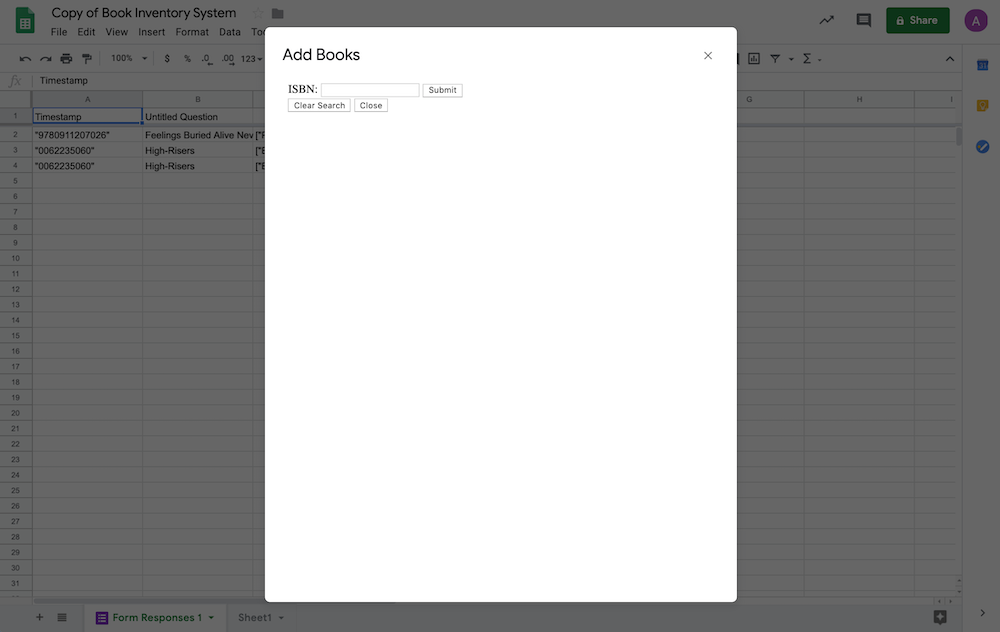 Copy of Book Inventory System
File Edit View Insert Format Data
Share
A
100% $ % .0 .00 123 Σ
fx Timestamp
Add Books
ISBN: Submit
Clear Search Close
A B G H I
1 Timestamp Untitled Question
2 "9780911207026" Feelings Buried Alive Nev
3 "0062235060" High-Risers
4 "0062235060" High-Risers
5
6
7
8
9
10
11
12
13
14
15
16
17
18
19
20
21
22
23
24
25
26
27
28
29
30
31
Form Responses 1 Sheet1